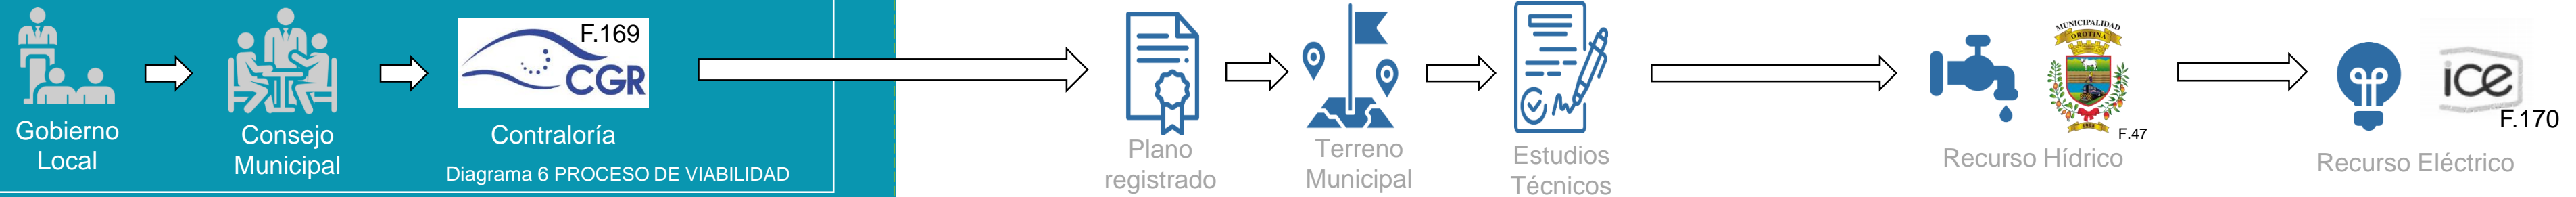 Gobierno
Local
Consejo
Municipal
F.169
CGR
Contraloría
Diagrama 6 PROCESO DE VIABILIDAD
Plano
registrado
Terreno
Municipal
Estudios
Técnicos
MUNICIPALIDAD
OROTINA
1908
F.47
Recurso Hídrico
ice
F.170
Recurso Eléctrico